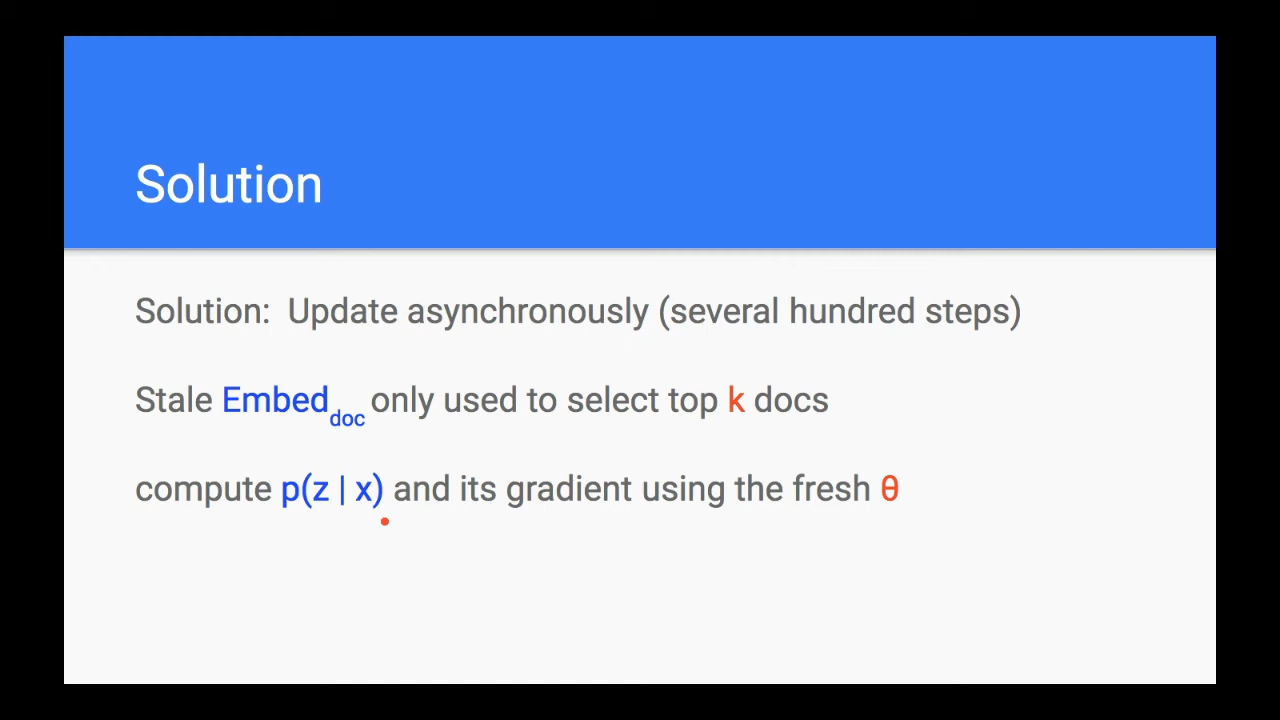 Solution
Solution:  Update asynchronously (several hundred steps)
Stale Embed_doc only used to select top k docs
compute p(z | x) and its gradient using the fresh θ